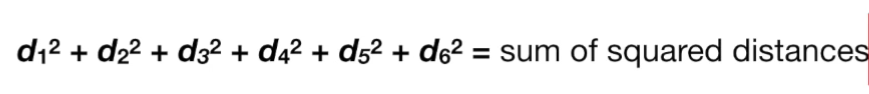 d₁² + d₂² + d₃² + d₄² + d₅² + d₆² = sum of squared distances